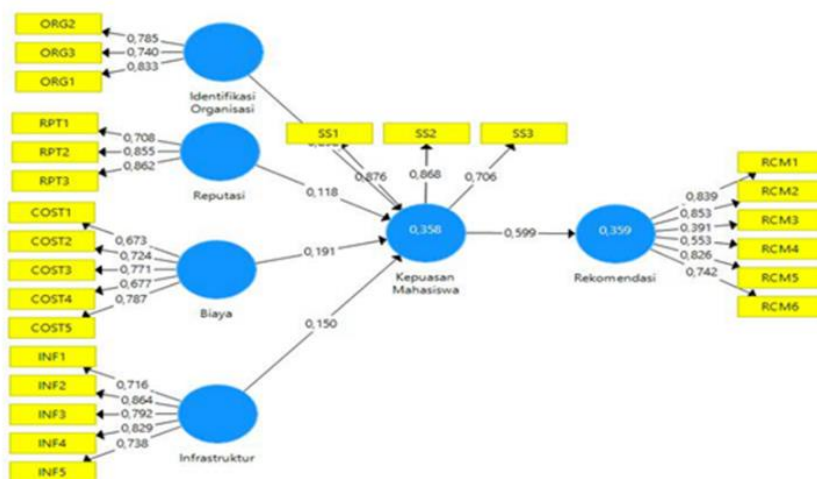 ORG2
0,785
ORG3
0,740
ORG1
0,833
Identifikasi
Organisasi
RPT1
0,708
RPT2
0,855
RPT3
0,862
Reputasi
0,118
COST1
0,673
COST2
0,724
COST3
0,771
COST4
0,677
COST5
0,787
Biaya
0,191
INF1
0,716
INF2
0,864
INF3
0,792
INF4
0,829
INF5
0,738
Infrastruktur
0,150
SS1
SS2
SS3
0,876
0,868
0,706
0,358
Kepuasan
Mahasiswa
0,599
0,359
Rekomendasi
RCM1
0,839
RCM2
0,853
RCM3
0,391
RCM4
0,553
RCM5
0,826
RCM6
0,742